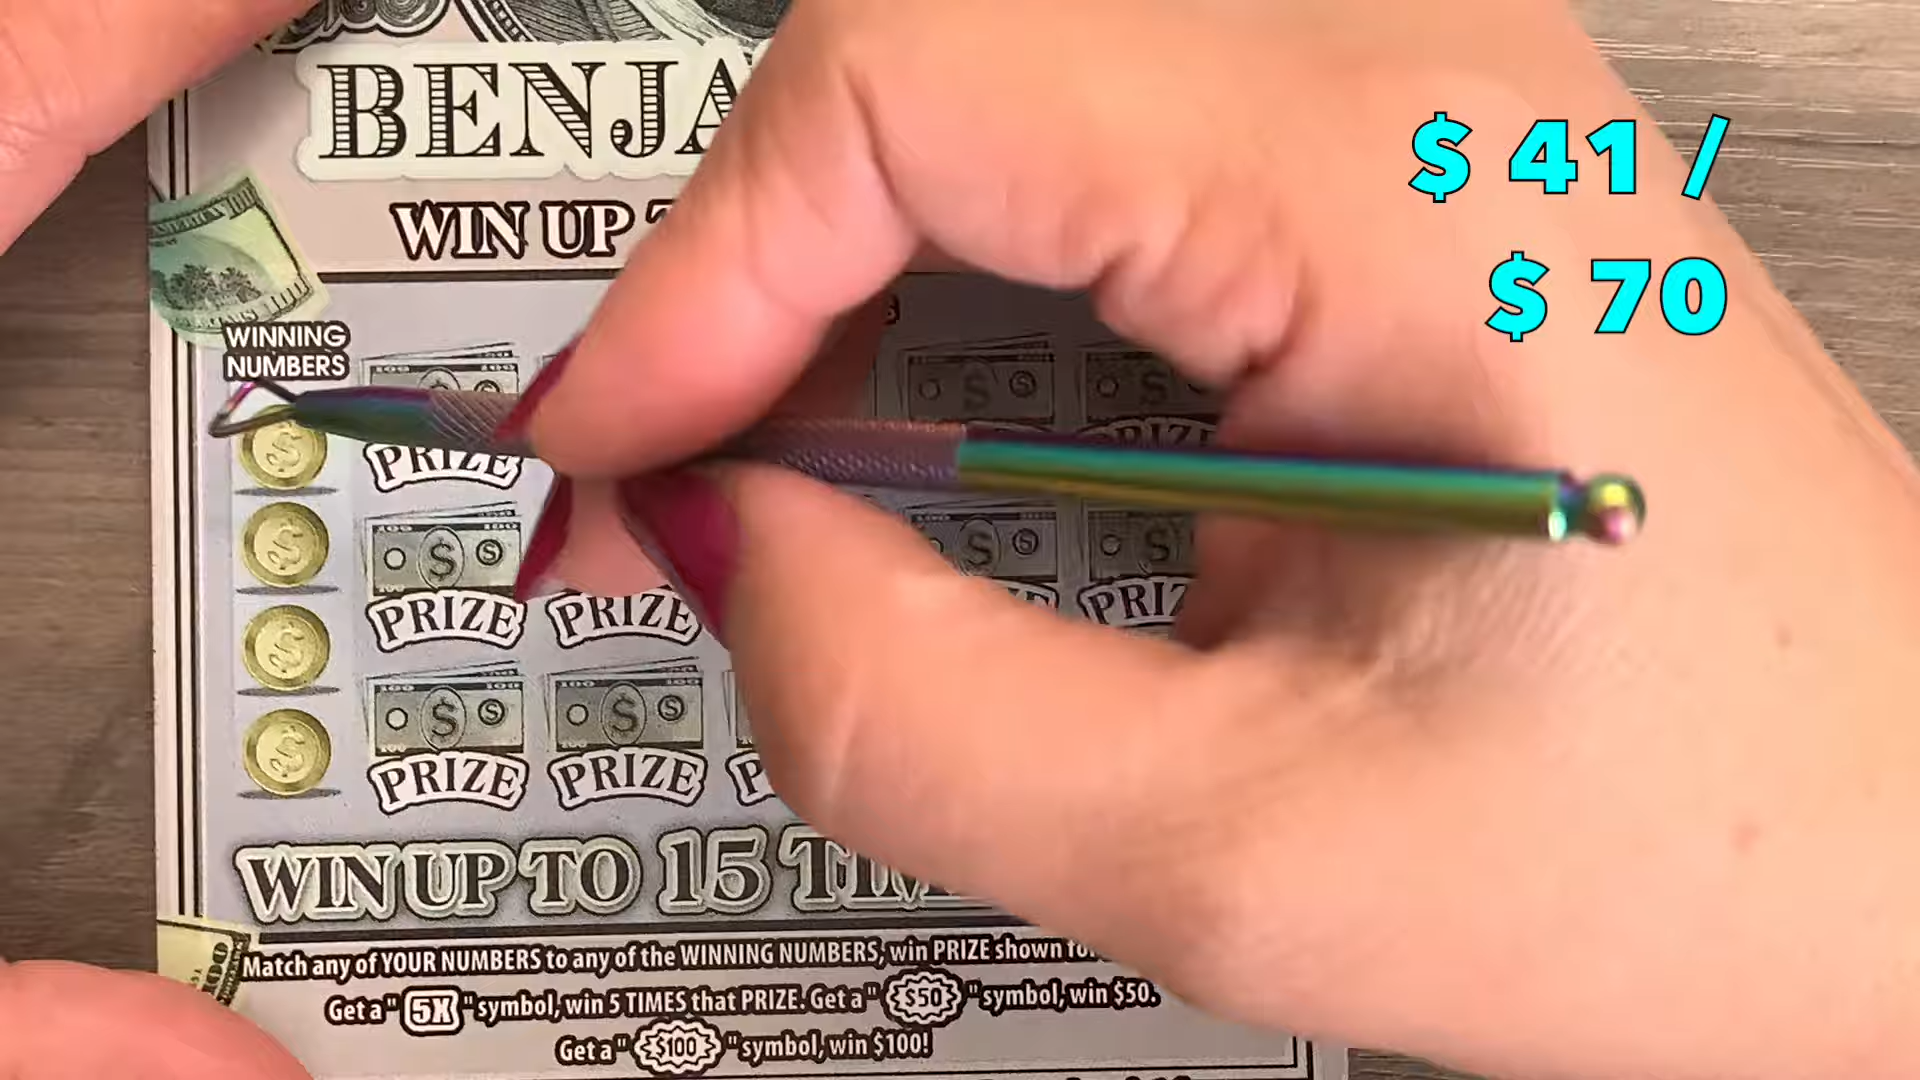 BENJA
$ 41 /
WIN UP
$ 70
WINNING
NUMBERS
PRIZE
PRIZE PRIZE
PRIZE PRIZE
WIN UP TO 15
Match any of YOUR NUMBERS to any of the WINNING NUMBERS, win PRIZE shown
Get a " 5X " symbol, win 5 TIMES that PRIZE. Get a " $50 " symbol, win $50.
Get a " $100 " symbol, win $100!